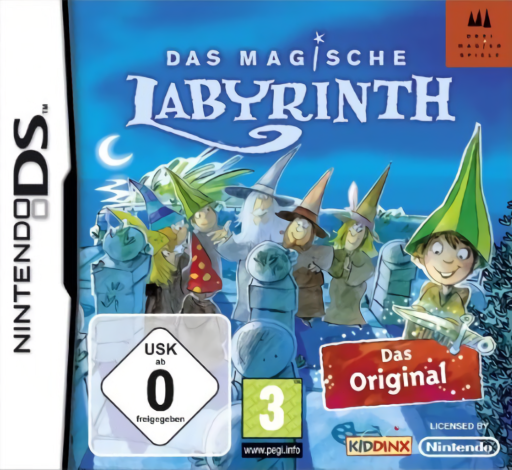 NINTENDO DS™
DAS MAGISCHE
LABYRINTH
DREI
MAGIER
SPIELE
USK
ab
0
freigegeben
3
www.pegi.info
Das
Original
KIDDINX
LICENSED BY
Nintendo